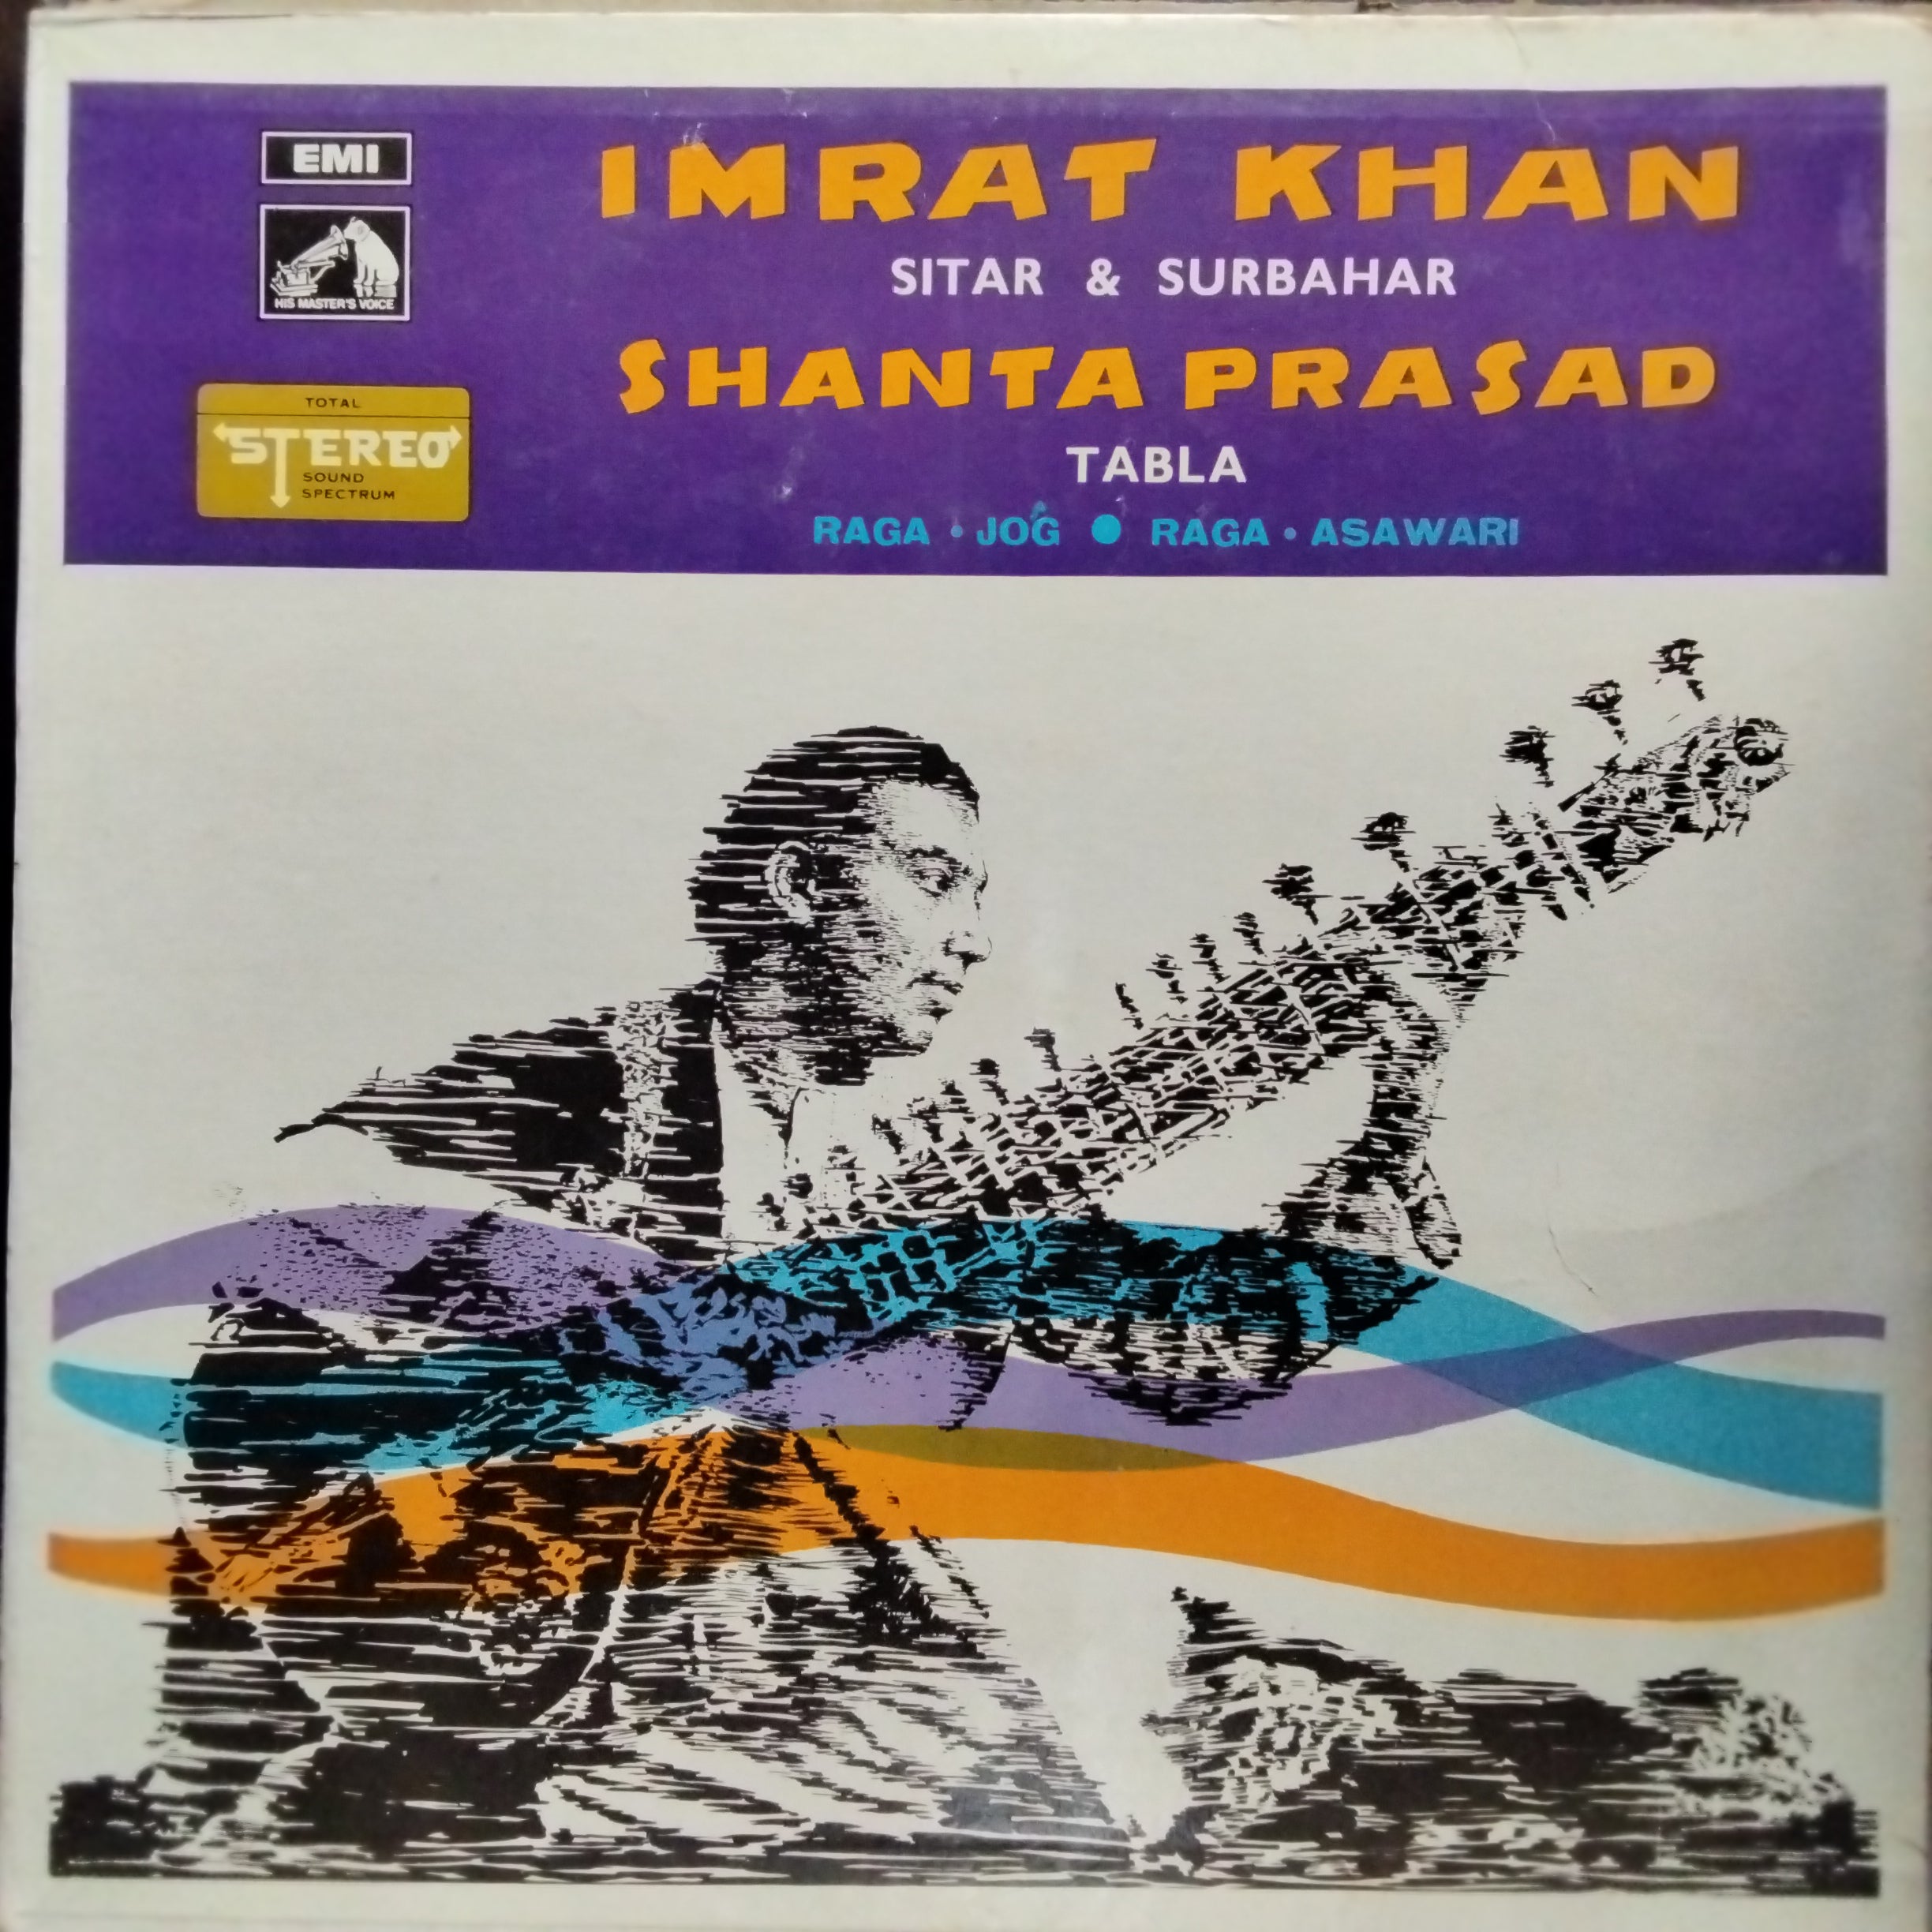 EMI
HIS MASTER'S VOICE
TOTAL
STEREO
SOUND
SPECTRUM
IMRAT KHAN
SITAR & SURBAHAR
SHANTA PRASAD
TABLA
RAGA • JOG ● RAGA • ASAWARI